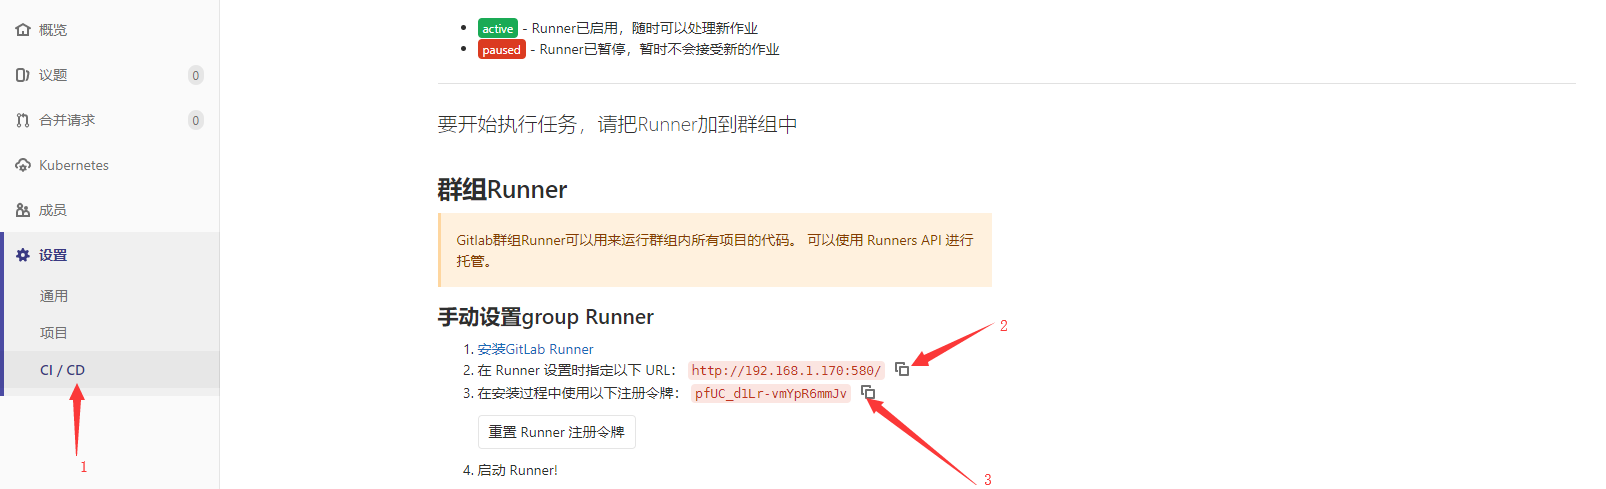 概览
议题 0
合并请求 0
Kubernetes
成员
设置
通用
项目
CI / CD
1
active - Runner已启用，随时可以处理新作业
paused - Runner已暂停，暂时不会接受新的作业
要开始执行任务，请把Runner加到群组中
群组Runner
Gitlab群组Runner可以用来运行群组内所有项目的代码。 可以使用 Runners API 进行
托管。
手动设置group Runner
1. 安装GitLab Runner
2. 在 Runner 设置时指定以下 URL： http://192.168.1.170:580/
2
3. 在安装过程中使用以下注册令牌： pfUC_d1Lr-vmYpR6mmJv
重置 Runner 注册令牌
4. 启动 Runner!
3